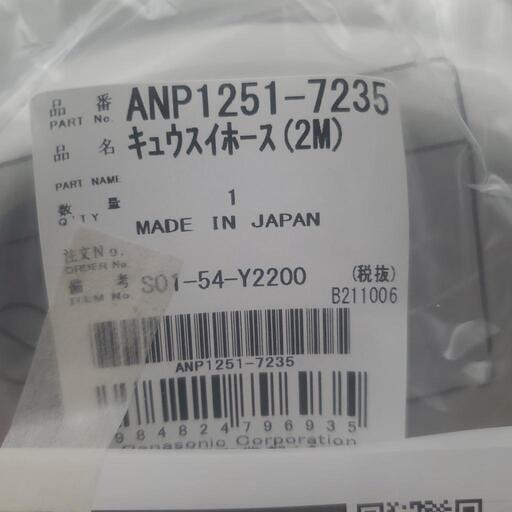 品番 ANP1251-7235
PART No.
品名 キュウスイホース(2M)
PART NAME
数量 1
Q'TY MADE IN JAPAN
注文No.
ORDER No.
備考 S01-54-Y2200 (税抜)
ITEM No. B211006
ANP1251-7235
984824796935
Panasonic Corporation